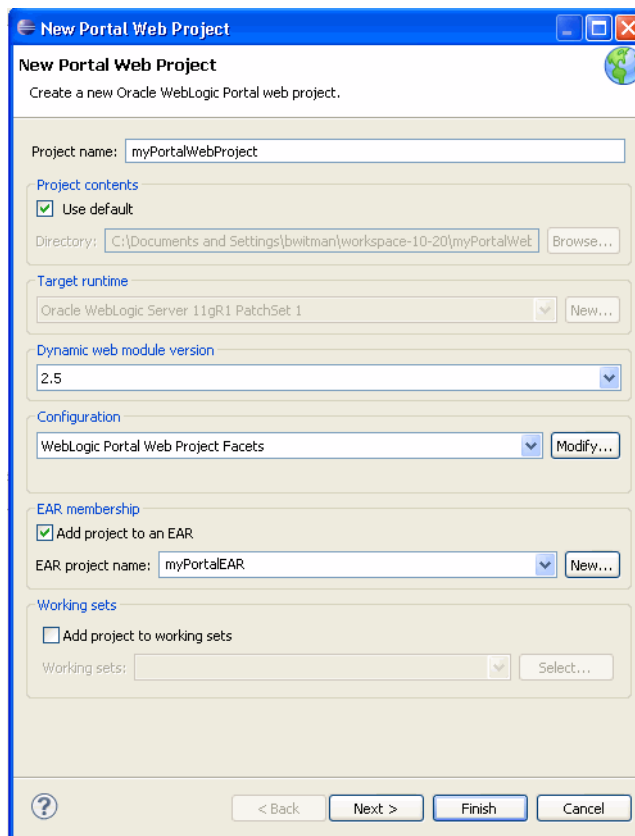 New Portal Web Project
New Portal Web Project
Create a new Oracle WebLogic Portal web project.
Project name: myPortalWebProject
Project contents
Use default
Directory: C:\Documents and Settings\bwitman\workspace-10-20\myPortalWet Browse...
Target runtime
Oracle WebLogic Server 11gR1 PatchSet 1 New...
Dynamic web module version
2.5
Configuration
WebLogic Portal Web Project Facets Modify...
EAR membership
Add project to an EAR
EAR project name: myPortalEAR New...
Working sets
Add project to working sets
Working sets: Select...
? < Back Next > Finish Cancel